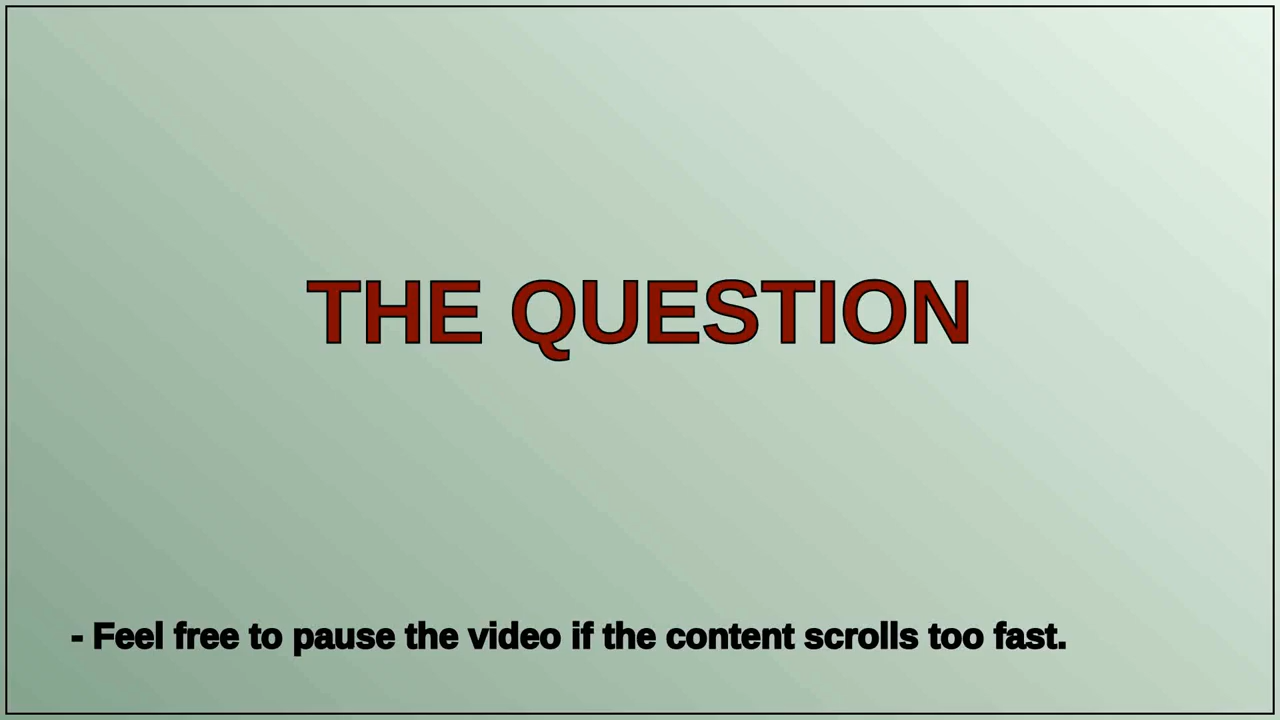 THE QUESTION
- Feel free to pause the video if the content scrolls too fast.